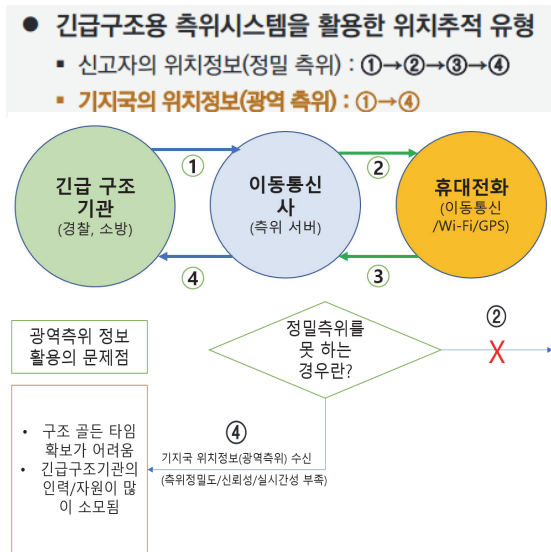 ● 긴급구조용 측위시스템을 활용한 위치추적 유형
▪ 신고자의 위치정보(정밀 측위) : ①→②→③→④
▪ 기지국의 위치정보(광역 측위) : ①→④
긴급 구조
기관
(경찰, 소방)
①
④
이동통신
사
(측위 서버)
②
③
휴대전화
(이동통신
/Wi-Fi/GPS)
광역측위 정보
활용의 문제점
정밀측위를
못 하는
경우란?
②
X
• 구조 골든 타임
확보가 어려움
• 긴급구조기관의
인력/자원이 많
이 소모됨
④
기지국 위치정보(광역측위) 수신
(측위정밀도/신뢰성/실시간성 부족)